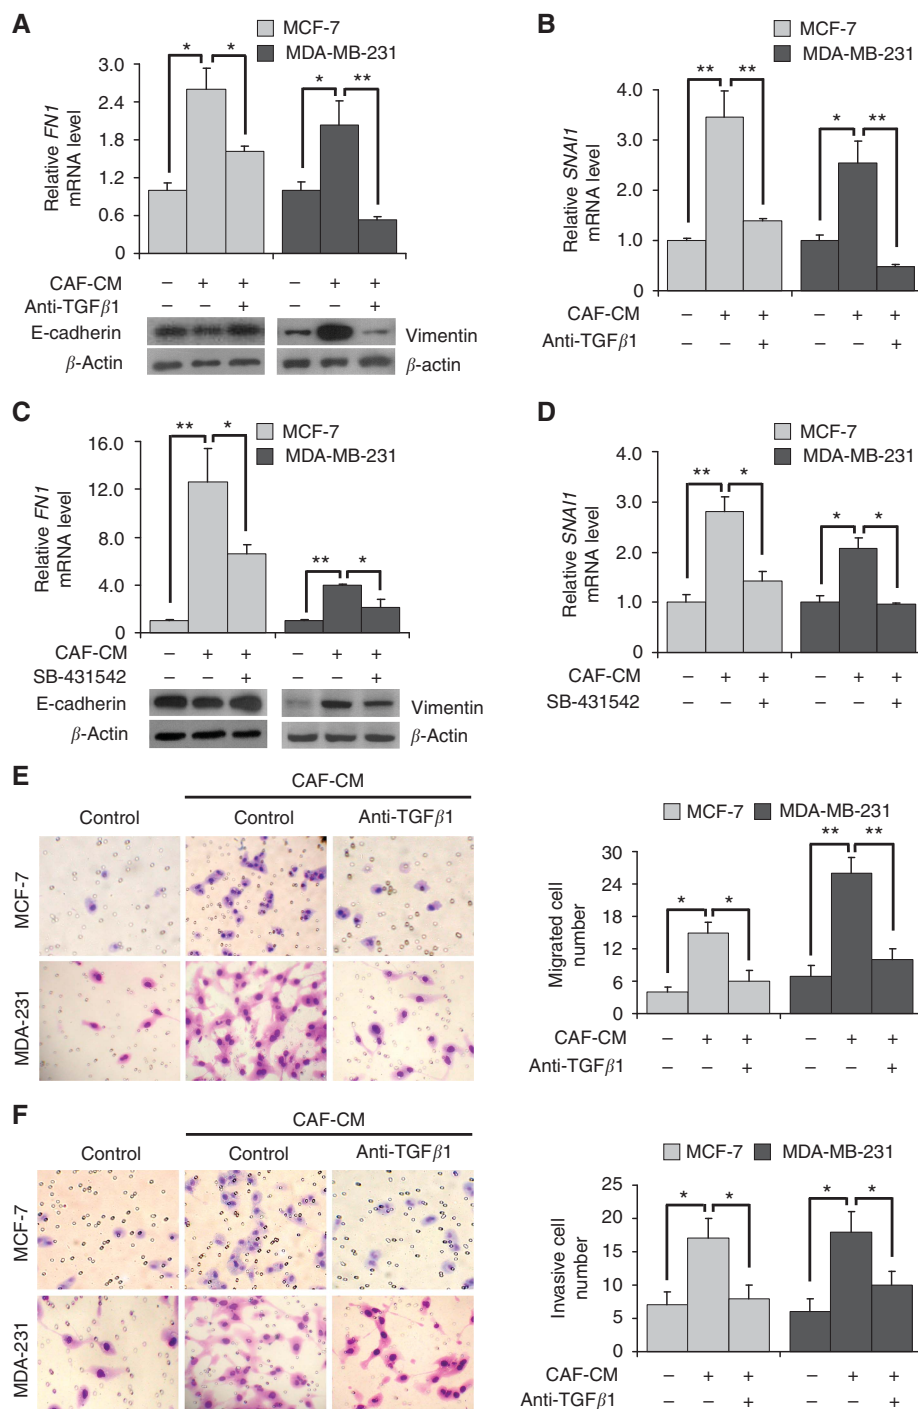 A
MCF-7
MDA-MB-231
* * * **
Relative FN1
mRNA level
3.0
2.4
1.8
1.2
0.6
0
CAF-CM − + + − + +
Anti-TGFβ1 − − + − − +
E-cadherin Vimentin
β-Actin β-actin
B
MCF-7
MDA-MB-231
** ** * **
Relative SNAI1
mRNA level
4.0
3.0
2.0
1.0
0
CAF-CM − + + − + +
Anti-TGFβ1 − − + − − +
C
MCF-7
MDA-MB-231
** * ** *
Relative FN1
mRNA level
16.0
12.0
8.0
4.0
0
CAF-CM − + + − + +
SB-431542 − − + − − +
E-cadherin Vimentin
β-Actin β-Actin
D
MCF-7
MDA-MB-231
** * * *
Relative SNAI1
mRNA level
4.0
3.0
2.0
1.0
0
CAF-CM − + + − + +
SB-431542 − − + − − +
E
CAF-CM
Control Control Anti-TGFβ1
MCF-7
MDA-231
MCF-7 MDA-MB-231
* * ** **
Migrated cell
number
30
24
18
12
6
0
CAF-CM − + + − + +
Anti-TGFβ1 − − + − − +
F
CAF-CM
Control Control Anti-TGFβ1
MCF-7
MDA-231
MCF-7 MDA-MB-231
* * * *
Invasive cell
number
25
20
15
10
5
0
CAF-CM − + + − + +
Anti-TGFβ1 − − + − − +